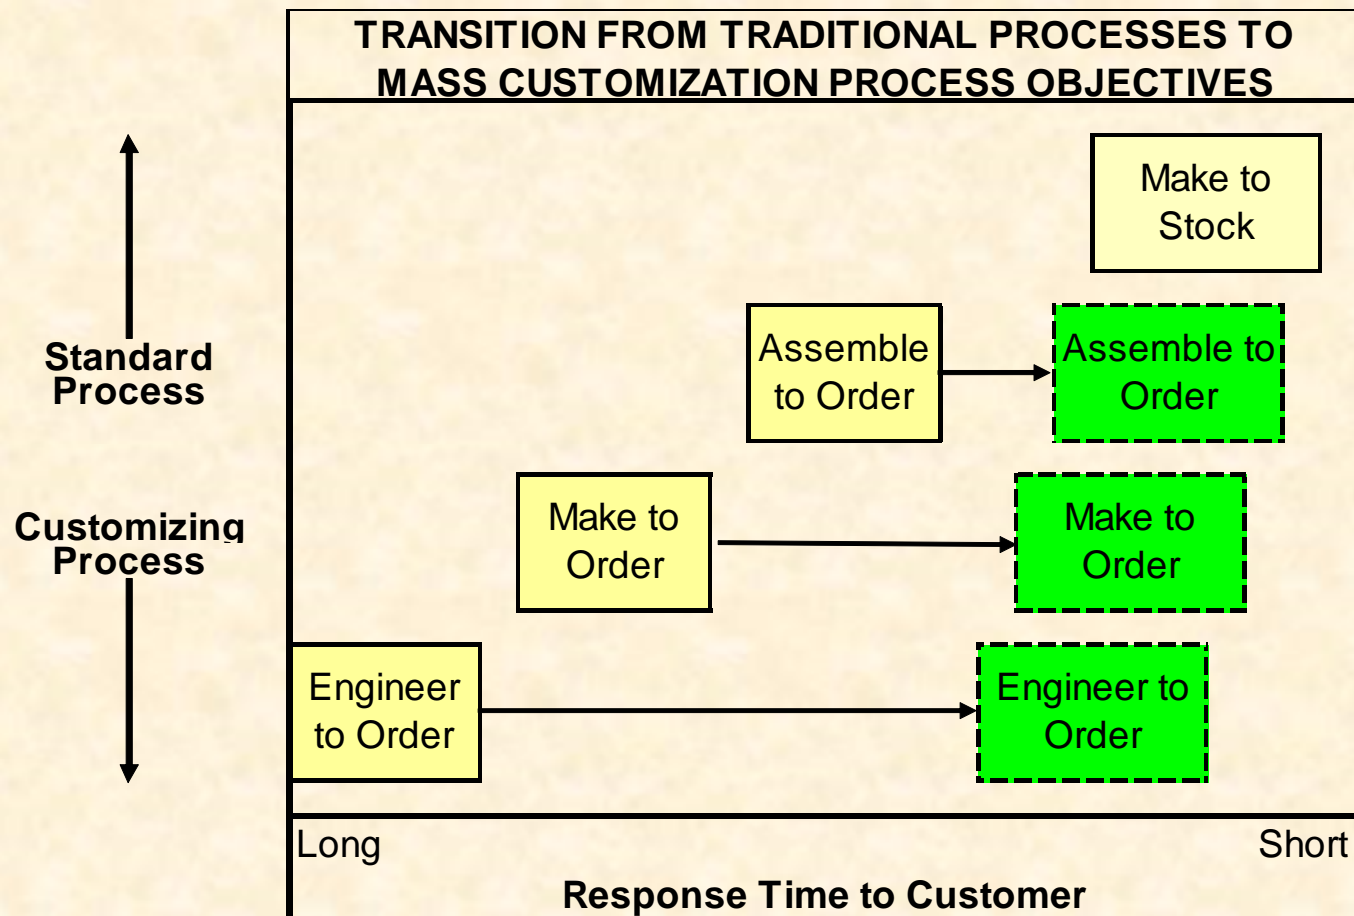 TRANSITION FROM TRADITIONAL PROCESSES TO
MASS CUSTOMIZATION PROCESS OBJECTIVES
Make to
Stock
Standard
Process
Assemble
to Order
Assemble to
Order
Customizing
Process
Make to
Order
Make to
Order
Engineer
to Order
Engineer to
Order
Long
Short
Response Time to Customer